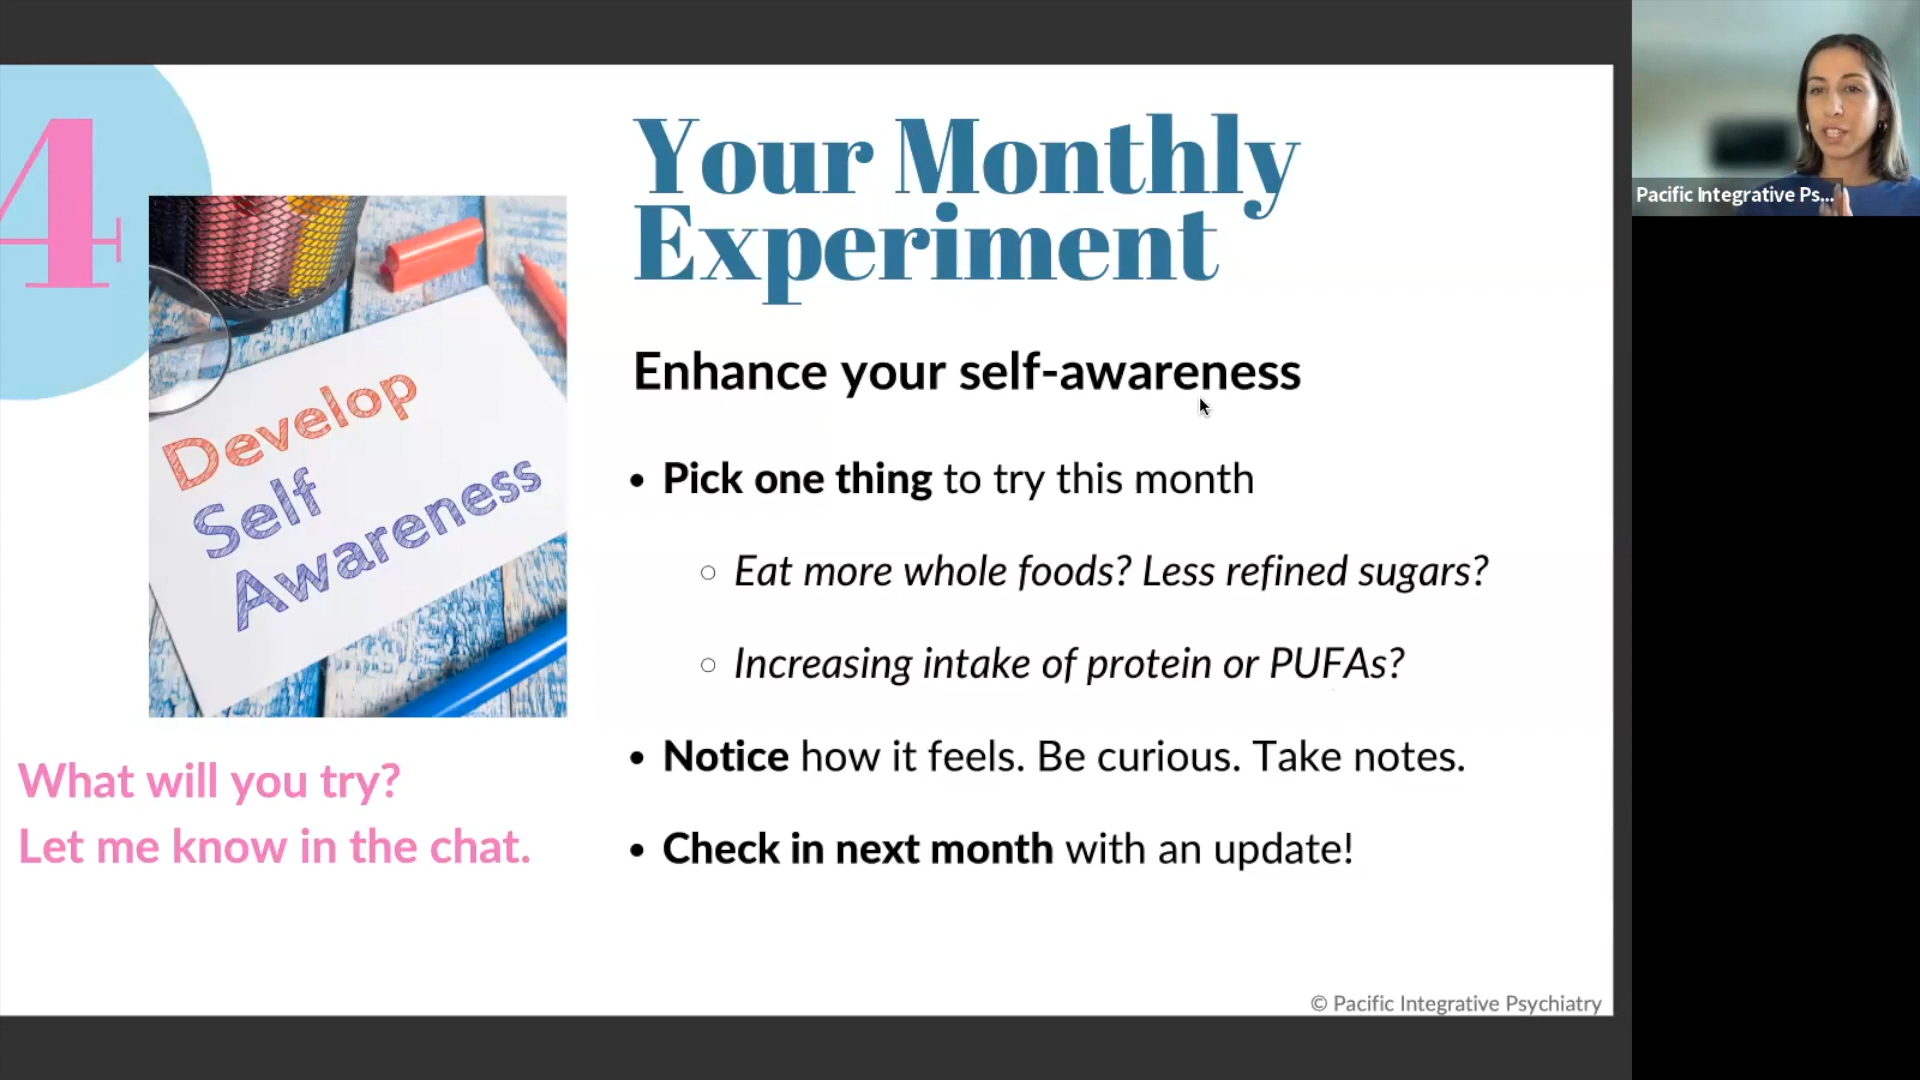 4
Your Monthly
Experiment
Develop
Self
Awareness
Enhance your self-awareness
• Pick one thing to try this month
○ Eat more whole foods? Less refined sugars?
○ Increasing intake of protein or PUFAs?
• Notice how it feels. Be curious. Take notes.
• Check in next month with an update!
What will you try?
Let me know in the chat.
© Pacific Integrative Psychiatry
Pacific Integrative Ps...